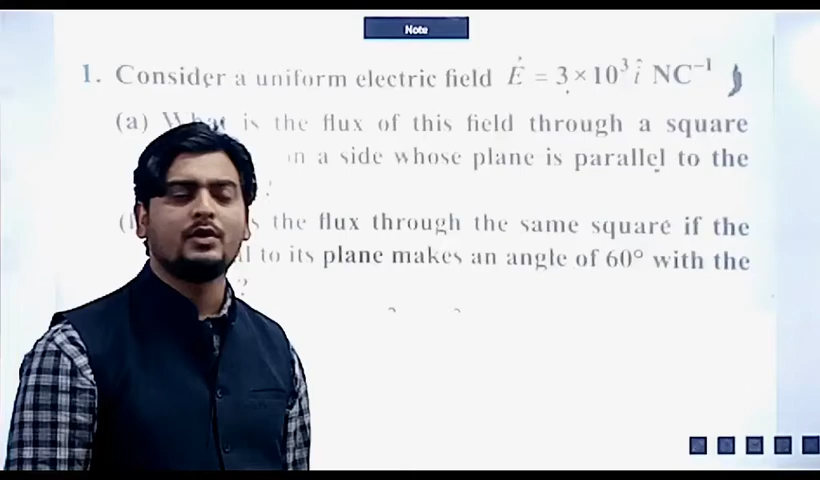 Note
1. Consider a uniform electric field E⃗ = 3 × 10³ î NC⁻¹
(a) What is the flux of this field through a square
on a side whose plane is parallel to the
?
the flux through the same square if the
to its plane makes an angle of 60° with the
?